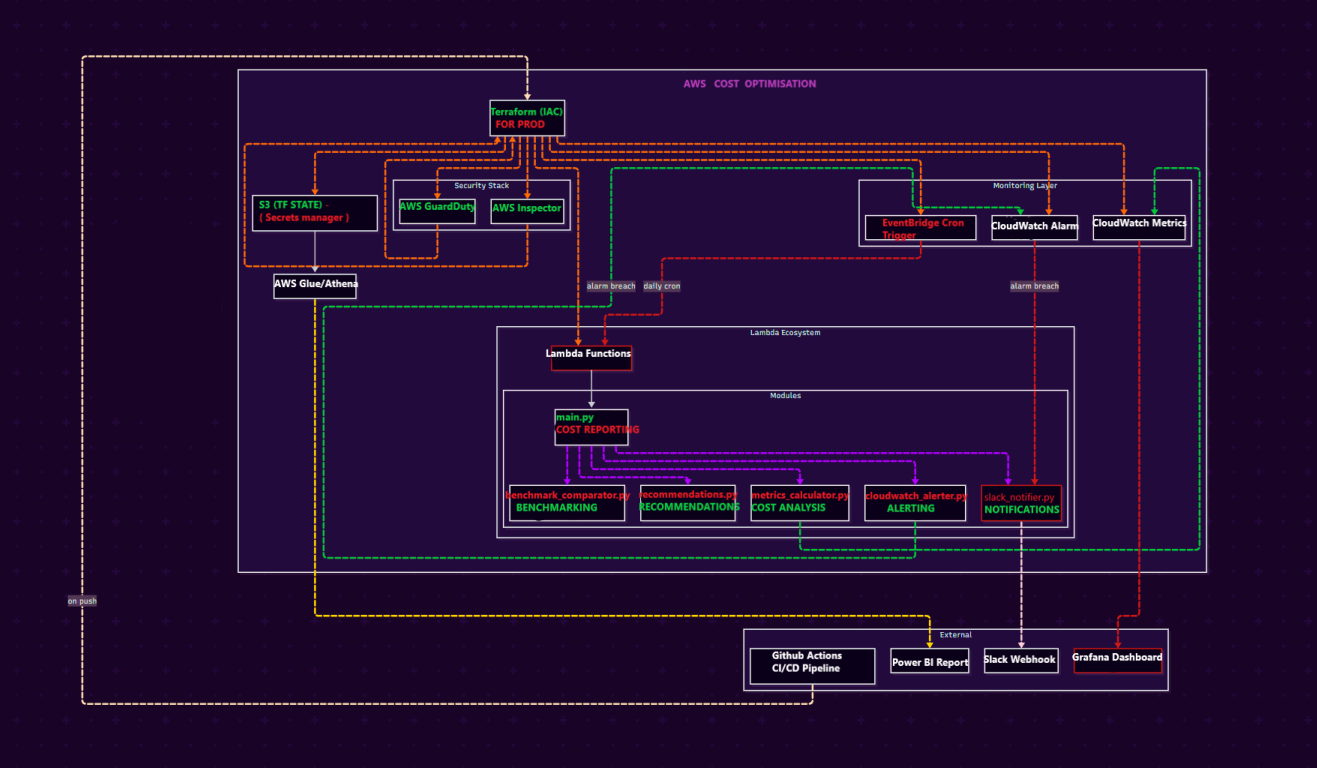 AWS COST OPTIMISATION
Terraform (IAC)
FOR PROD
Security Stack
Monitoring Layer
S3 (TF STATE) -
( Secrets manager )
AWS GuardDuty
AWS Inspector
EventBridge Cron
Trigger
CloudWatch Alarm
CloudWatch Metrics
AWS Glue/Athena
alarm breach
daily cron
alarm breach
Lambda Ecosystem
Lambda Functions
Modules
main.py
COST REPORTING
benchmark_comparator.py
BENCHMARKING
recommendations.py
RECOMMENDATIONS
metrics_calculator.py
COST ANALYSIS
cloudwatch_alerter.py
ALERTING
slack_notifier.py
NOTIFICATIONS
on push
External
Github Actions
CI/CD Pipeline
Power BI Report
Slack Webhook
Grafana Dashboard